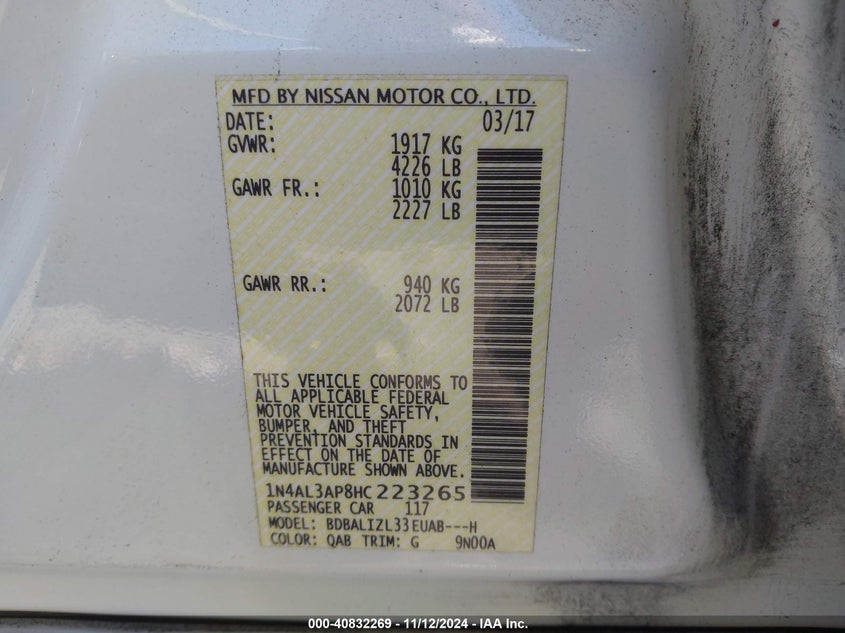 MFD BY NISSAN MOTOR CO., LTD.
DATE: 03/17
GVWR: 1917 KG
4226 LB
GAWR FR.: 1010 KG
2227 LB
GAWR RR.: 940 KG
2072 LB
THIS VEHICLE CONFORMS TO
ALL APPLICABLE FEDERAL
MOTOR VEHICLE SAFETY,
BUMPER, AND THEFT
PREVENTION STANDARDS IN
EFFECT ON THE DATE OF
MANUFACTURE SHOWN ABOVE.
1N4AL3AP8HC223265
PASSENGER CAR 117
MODEL: BDBALIZL33EUAB---H
COLOR: QAB TRIM: G 9N00A
000-40832269 - 11/12/2024 - IAA Inc.